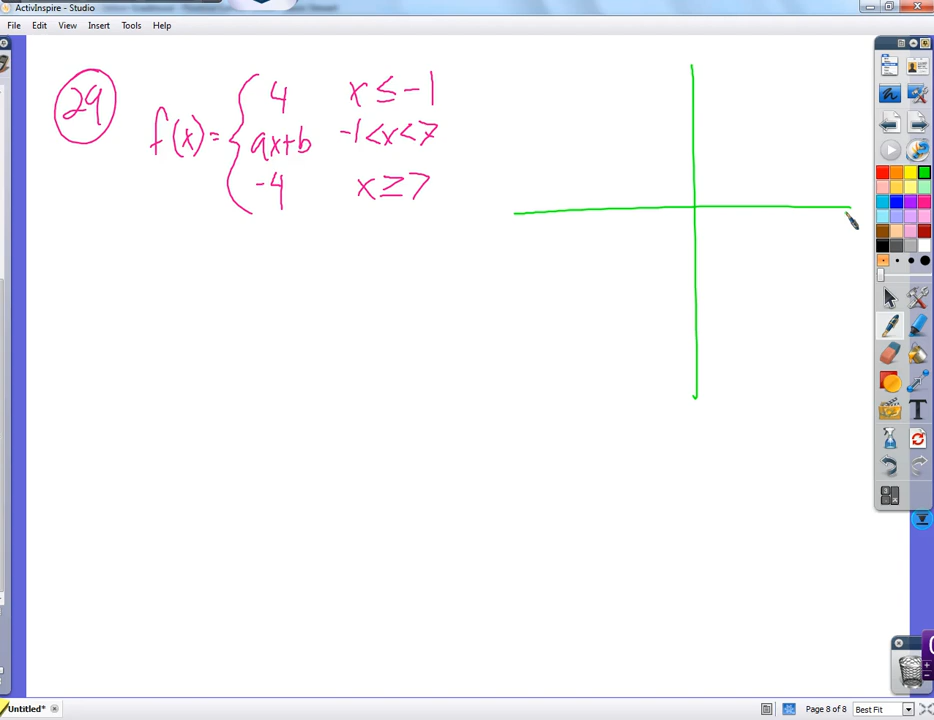 ActivInspire - Studio
File Edit View Insert Tools Help
29
f(x)= { 4 x ≤ -1
ax+b -1<x<7
-4 x ≥ 7
Untitled*
Page 8 of 8
Best Fit